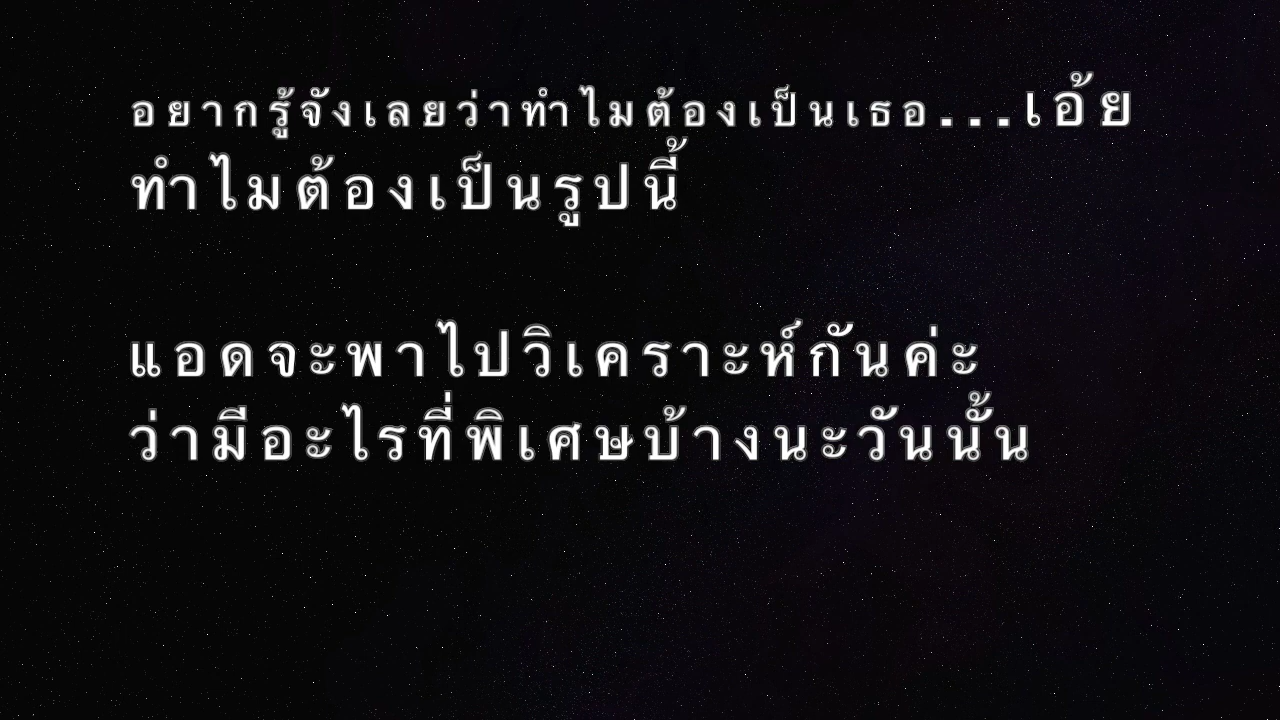 อยากรู้จังเลยว่าทำไมต้องเป็นเธอ...เอ้ย
ทำไมต้องเป็นรูปนี้
แอดจะพาไปวิเคราะห์กันค่ะ
ว่ามีอะไรที่พิเศษบ้างนะวันนั้น